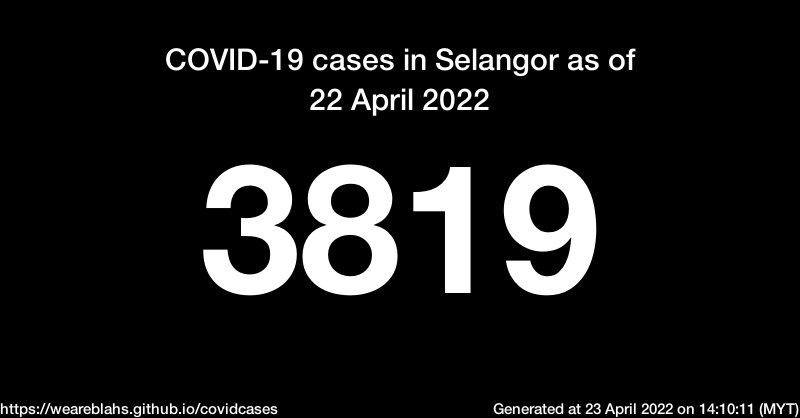 COVID-19 cases in Selangor as of
22 April 2022
3819
https://weareblahs.github.io/covidcases
Generated at 23 April 2022 on 14:10:11 (MYT)